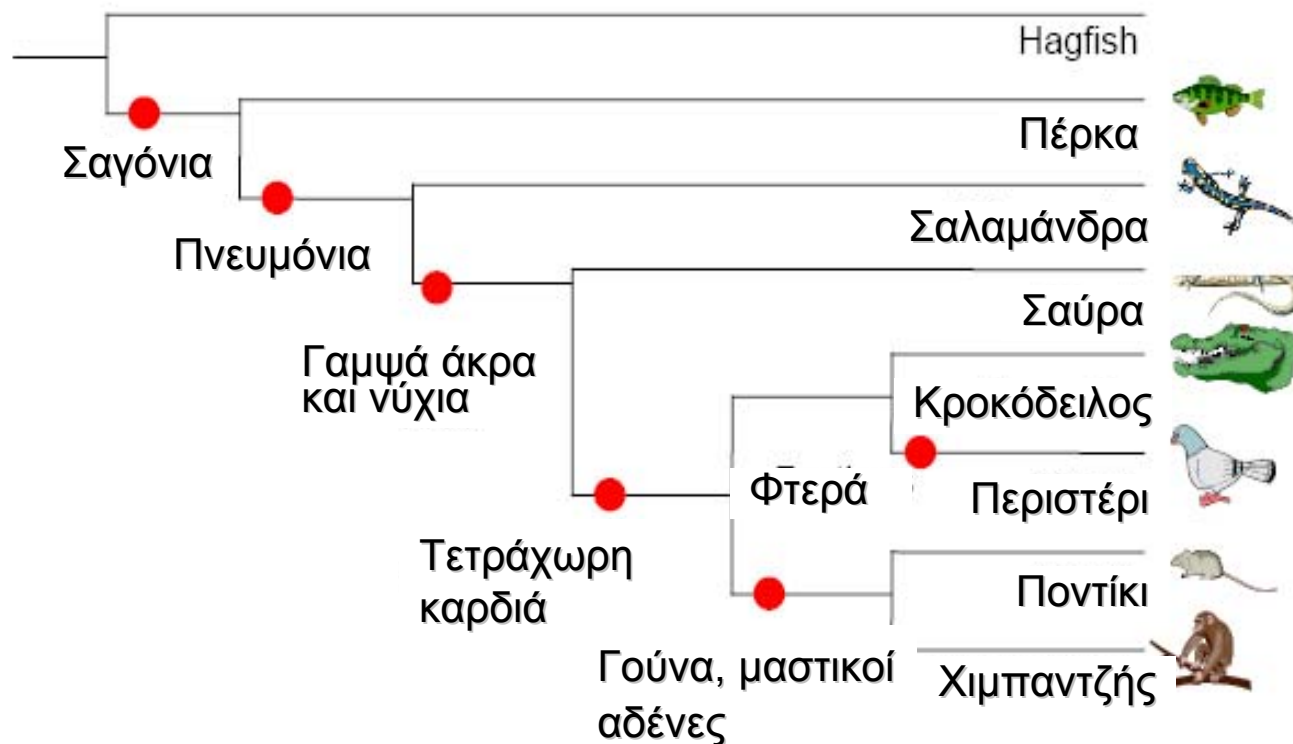 Hagfish
Πέρκα
Σαγόνια
Σαλαμάνδρα
Πνευμόνια
Σαύρα
Γαμψά άκρα
και νύχια
Κροκόδειλος
Φτερά
Περιστέρι
Τετράχωρη
καρδιά
Ποντίκι
Γούνα, μαστικοί
αδένες
Χιμπαντζής